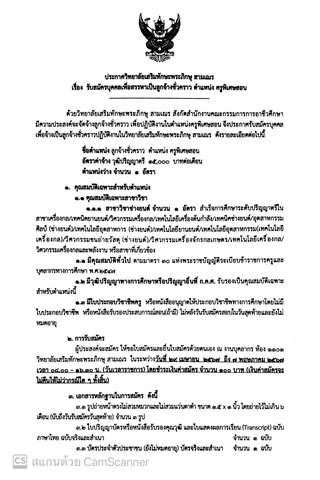 ประกาศวิทยาลัยเสริมทักษะพระภิกษุ สามเณร
เรื่อง รับสมัครบุคคลเพื่อสรรหาเป็นลูกจ้างชั่วคราว ตำแหน่ง ครูพิเศษสอน
ด้วยวิทยาลัยเสริมทักษะพระภิกษุ สามเณร สังกัดสำนักงานคณะกรรมการการอาชีวศึกษา
มีความประสงค์จะจัดจ้างลูกจ้างชั่วคราว เพื่อปฏิบัติงานในตำแหน่งครูพิเศษสอน จึงประกาศรับสมัครบุคคล
เพื่อจ้างเป็นลูกจ้างชั่วคราวปฏิบัติงานในวิทยาลัยเสริมทักษะพระภิกษุ สามเณร ดังรายละเอียดต่อไปนี้
ชื่อตำแหน่ง ลูกจ้างชั่วคราว ตำแหน่ง ครูพิเศษสอน
อัตราค่าจ้าง วุฒิปริญญาตรี ๑๕,๐๐๐ บาทต่อเดือน
ตำแหน่งว่าง จำนวน ๑ อัตรา
๑. คุณสมบัติเฉพาะสำหรับตำแหน่ง
๑.๑ คุณสมบัติเฉพาะสาขาวิชา
๑.๑.๑ สาขาวิชาช่างยนต์ จำนวน ๑ อัตรา สำเร็จการศึกษาระดับปริญญาตรีใน
สาขาเครื่องกล/เทคนิคยานยนต์/วิศวกรรมเครื่องกล/เทคโนโลยีเครื่องต้นกำลัง/เทคนิคช่างยนต์/อุตสาหกรรม
ศิลป์ (ช่างยนต์)/เทคโนโลยีอุตสาหการ (ช่างยนต์)/เทคโนโลยียานยนต์/เทคโนโลยีอุตสาหกรรม(เทคโนโลยี
เครื่องกล)/วิศวกรรมขนถ่ายวัสดุ (ช่างยนต์)/วิศวกรรมเครื่องจักรกลเกษตร/เทคโนโลยีเครื่องกล/
วิศวกรรมเครื่องกลและพลังงาน หรือสาขาที่เกี่ยวข้อง
๑.๑ มีคุณสมบัติทั่วไป ตามมาตรา ๓๐ แห่งพระราชบัญญัติระเบียบข้าราชการครูและ
บุคลากรทางการศึกษา พ.ศ.๒๕๔๗
๑.๒ มีวุฒิปริญญาทางการศึกษาหรือปริญญาอื่นที่ ก.ค.ศ. รับรองเป็นคุณสมบัติเฉพาะ
สำหรับตำแหน่งนี้
๑.๓ มีใบประกอบวิชาชีพครู หรือหนังสืออนุญาตให้ประกอบวิชาชีพทางการศึกษาโดยไม่มี
ใบประกอบวิชาชีพ หรือหนังสือรับรองประสบการณ์สอน(ถ้ามี) ไม่หลังวันรับสมัครสอบในวันสุดท้ายและยังไม่
หมดอายุ
๒. การรับสมัคร
ผู้ประสงค์จะสมัคร ให้ขอใบสมัครและยื่นใบสมัครด้วยตนเอง ณ งานบุคลากร ห้อง ๑๑๐๑
วิทยาลัยเสริมทักษะพระภิกษุ สามเณร ในระหว่างวันที่ ๒๙ เมษายน ๒๕๖๗ ถึง ๗ พฤษภาคม ๒๕๖๗
เวลา ๐๘.๐๐ – ๑๖.๓๐ น. (วันราชการ) โดยชำระเงินค่าสมัคร จำนวน ๑๐๐ บาท (เงินค่าสมัครจะ
ไม่คืนให้ไม่ว่ากรณีใด ๆ ทั้งสิ้น)
๓. เอกสารหลักฐานในการสมัคร ดังนี้
๓.๑ รูปถ่ายหน้าตรงไม่สวมหมวกและไม่สวมแว่นตาดำ ขนาด ๑.๕ x ๑ นิ้ว โดยถ่ายไว้ไม่เกิน ๖
เดือน (นับถึงวันรับสมัครวันสุดท้าย) จำนวน ๓ รูป
๓.๒ ใบปริญญาบัตรหรือหนังสือรับรองคุณวุฒิ และใบแสดงผลการเรียน (Transcript) ฉบับ
ภาษาไทย ฉบับจริงและสำเนา จำนวน ๑ ฉบับ
๓.๓ บัตรประจำตัวประชาชน (ยังไม่หมดอายุ) บัตรจริงและสำเนา จำนวน ๑ ฉบับ
CS สแกนด้วย CamScanner